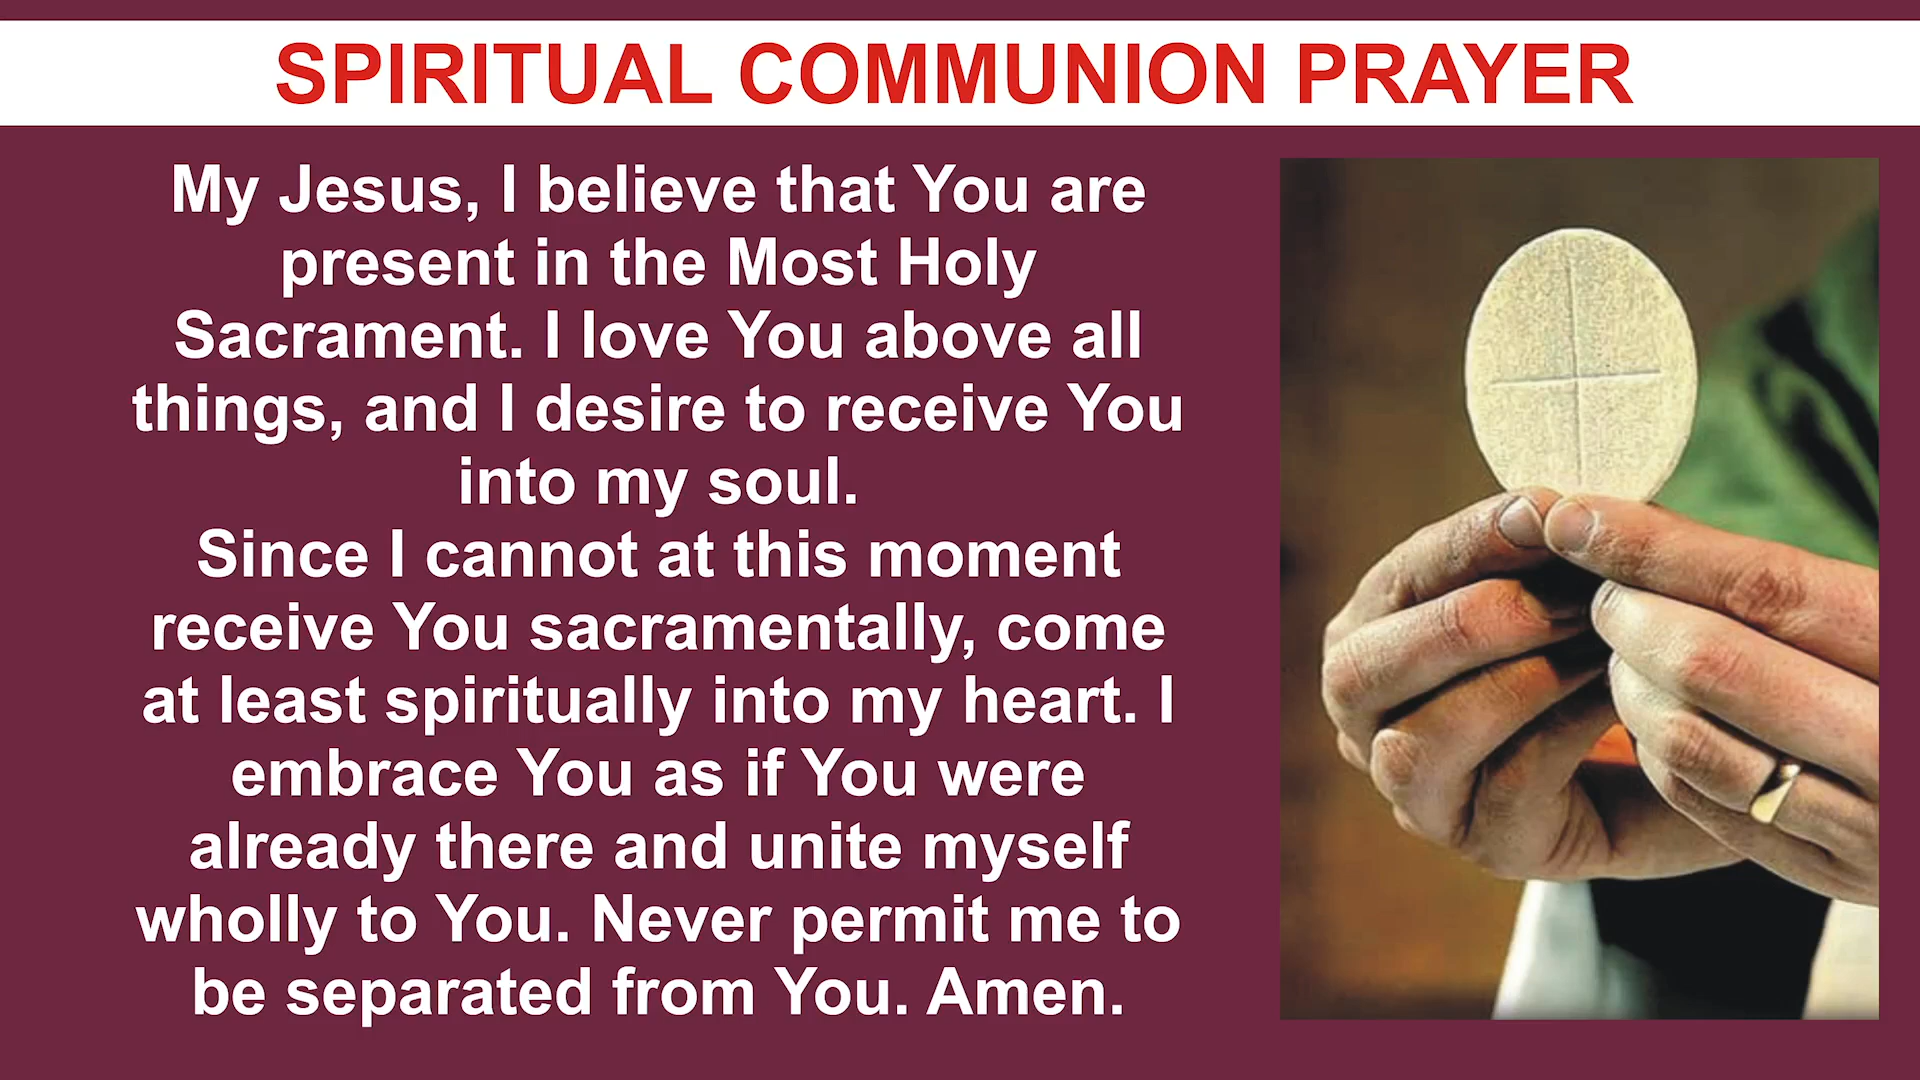 SPIRITUAL COMMUNION PRAYER
My Jesus, I believe that You are
present in the Most Holy
Sacrament. I love You above all
things, and I desire to receive You
into my soul.
Since I cannot at this moment
receive You sacramentally, come
at least spiritually into my heart. I
embrace You as if You were
already there and unite myself
wholly to You. Never permit me to
be separated from You. Amen.